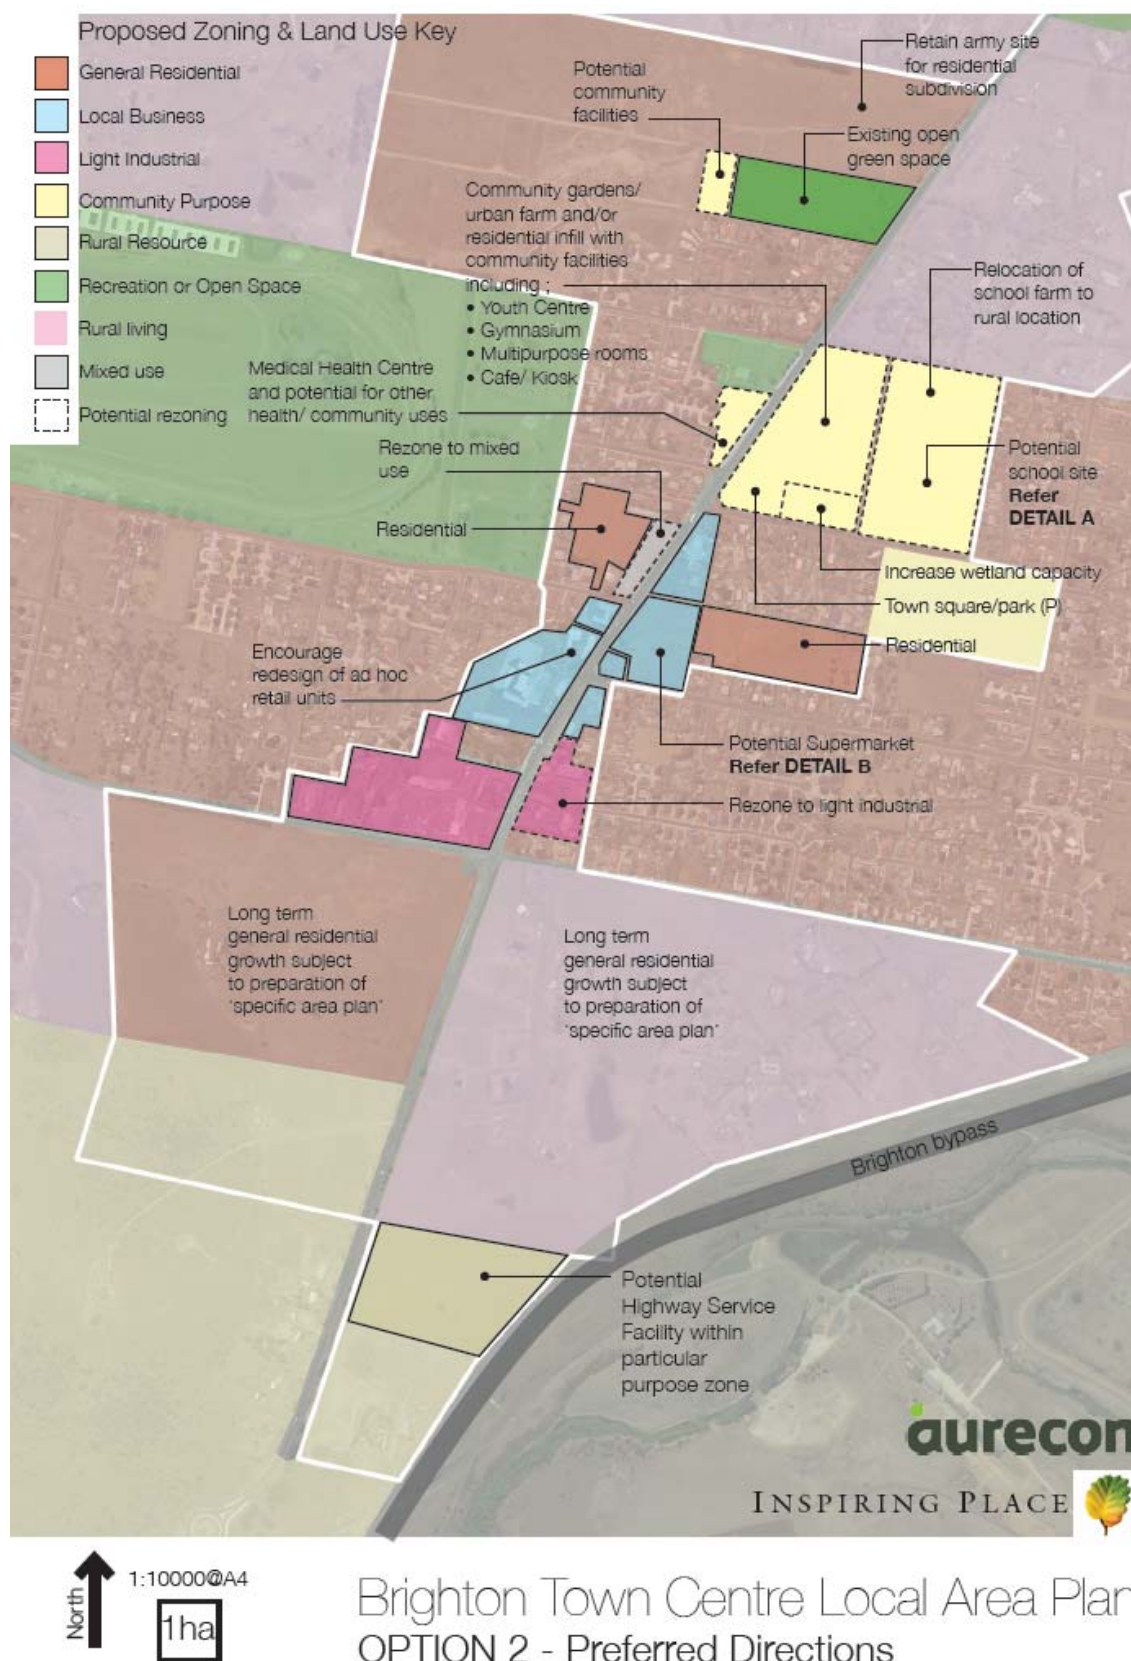 Proposed Zoning & Land Use Key
General Residential
Local Business
Light Industrial
Community Purpose
Rural Resource
Recreation or Open Space
Rural living
Mixed use
Potential rezoning
Retain army site
for residential
subdivision
Potential
community
facilities
Existing open
green space
Community gardens/
urban farm and/or
residential infill with
community facilities
including ;
• Youth Centre
• Gymnasium
• Multipurpose rooms
• Cafe/ Kiosk
Relocation of
school farm to
rural location
Medical Health Centre
and potential for other
health/ community uses
Rezone to mixed
use
Potential
school site
Refer
DETAIL A
Residential
Increase wetland capacity
Town square/park (P)
Residential
Encourage
redesign of ad hoc
retail units
Potential Supermarket
Refer DETAIL B
Rezone to light industrial
Long term
general residential
growth subject
to preparation of
'specific area plan'
Long term
general residential
growth subject
to preparation of
'specific area plan'
Brighton bypass
Potential
Highway Service
Facility within
particular
purpose zone
aurecon
INSPIRING PLACE
North
1:10000@A4
1ha
Brighton Town Centre Local Area Plan
OPTION 2 - Preferred Directions